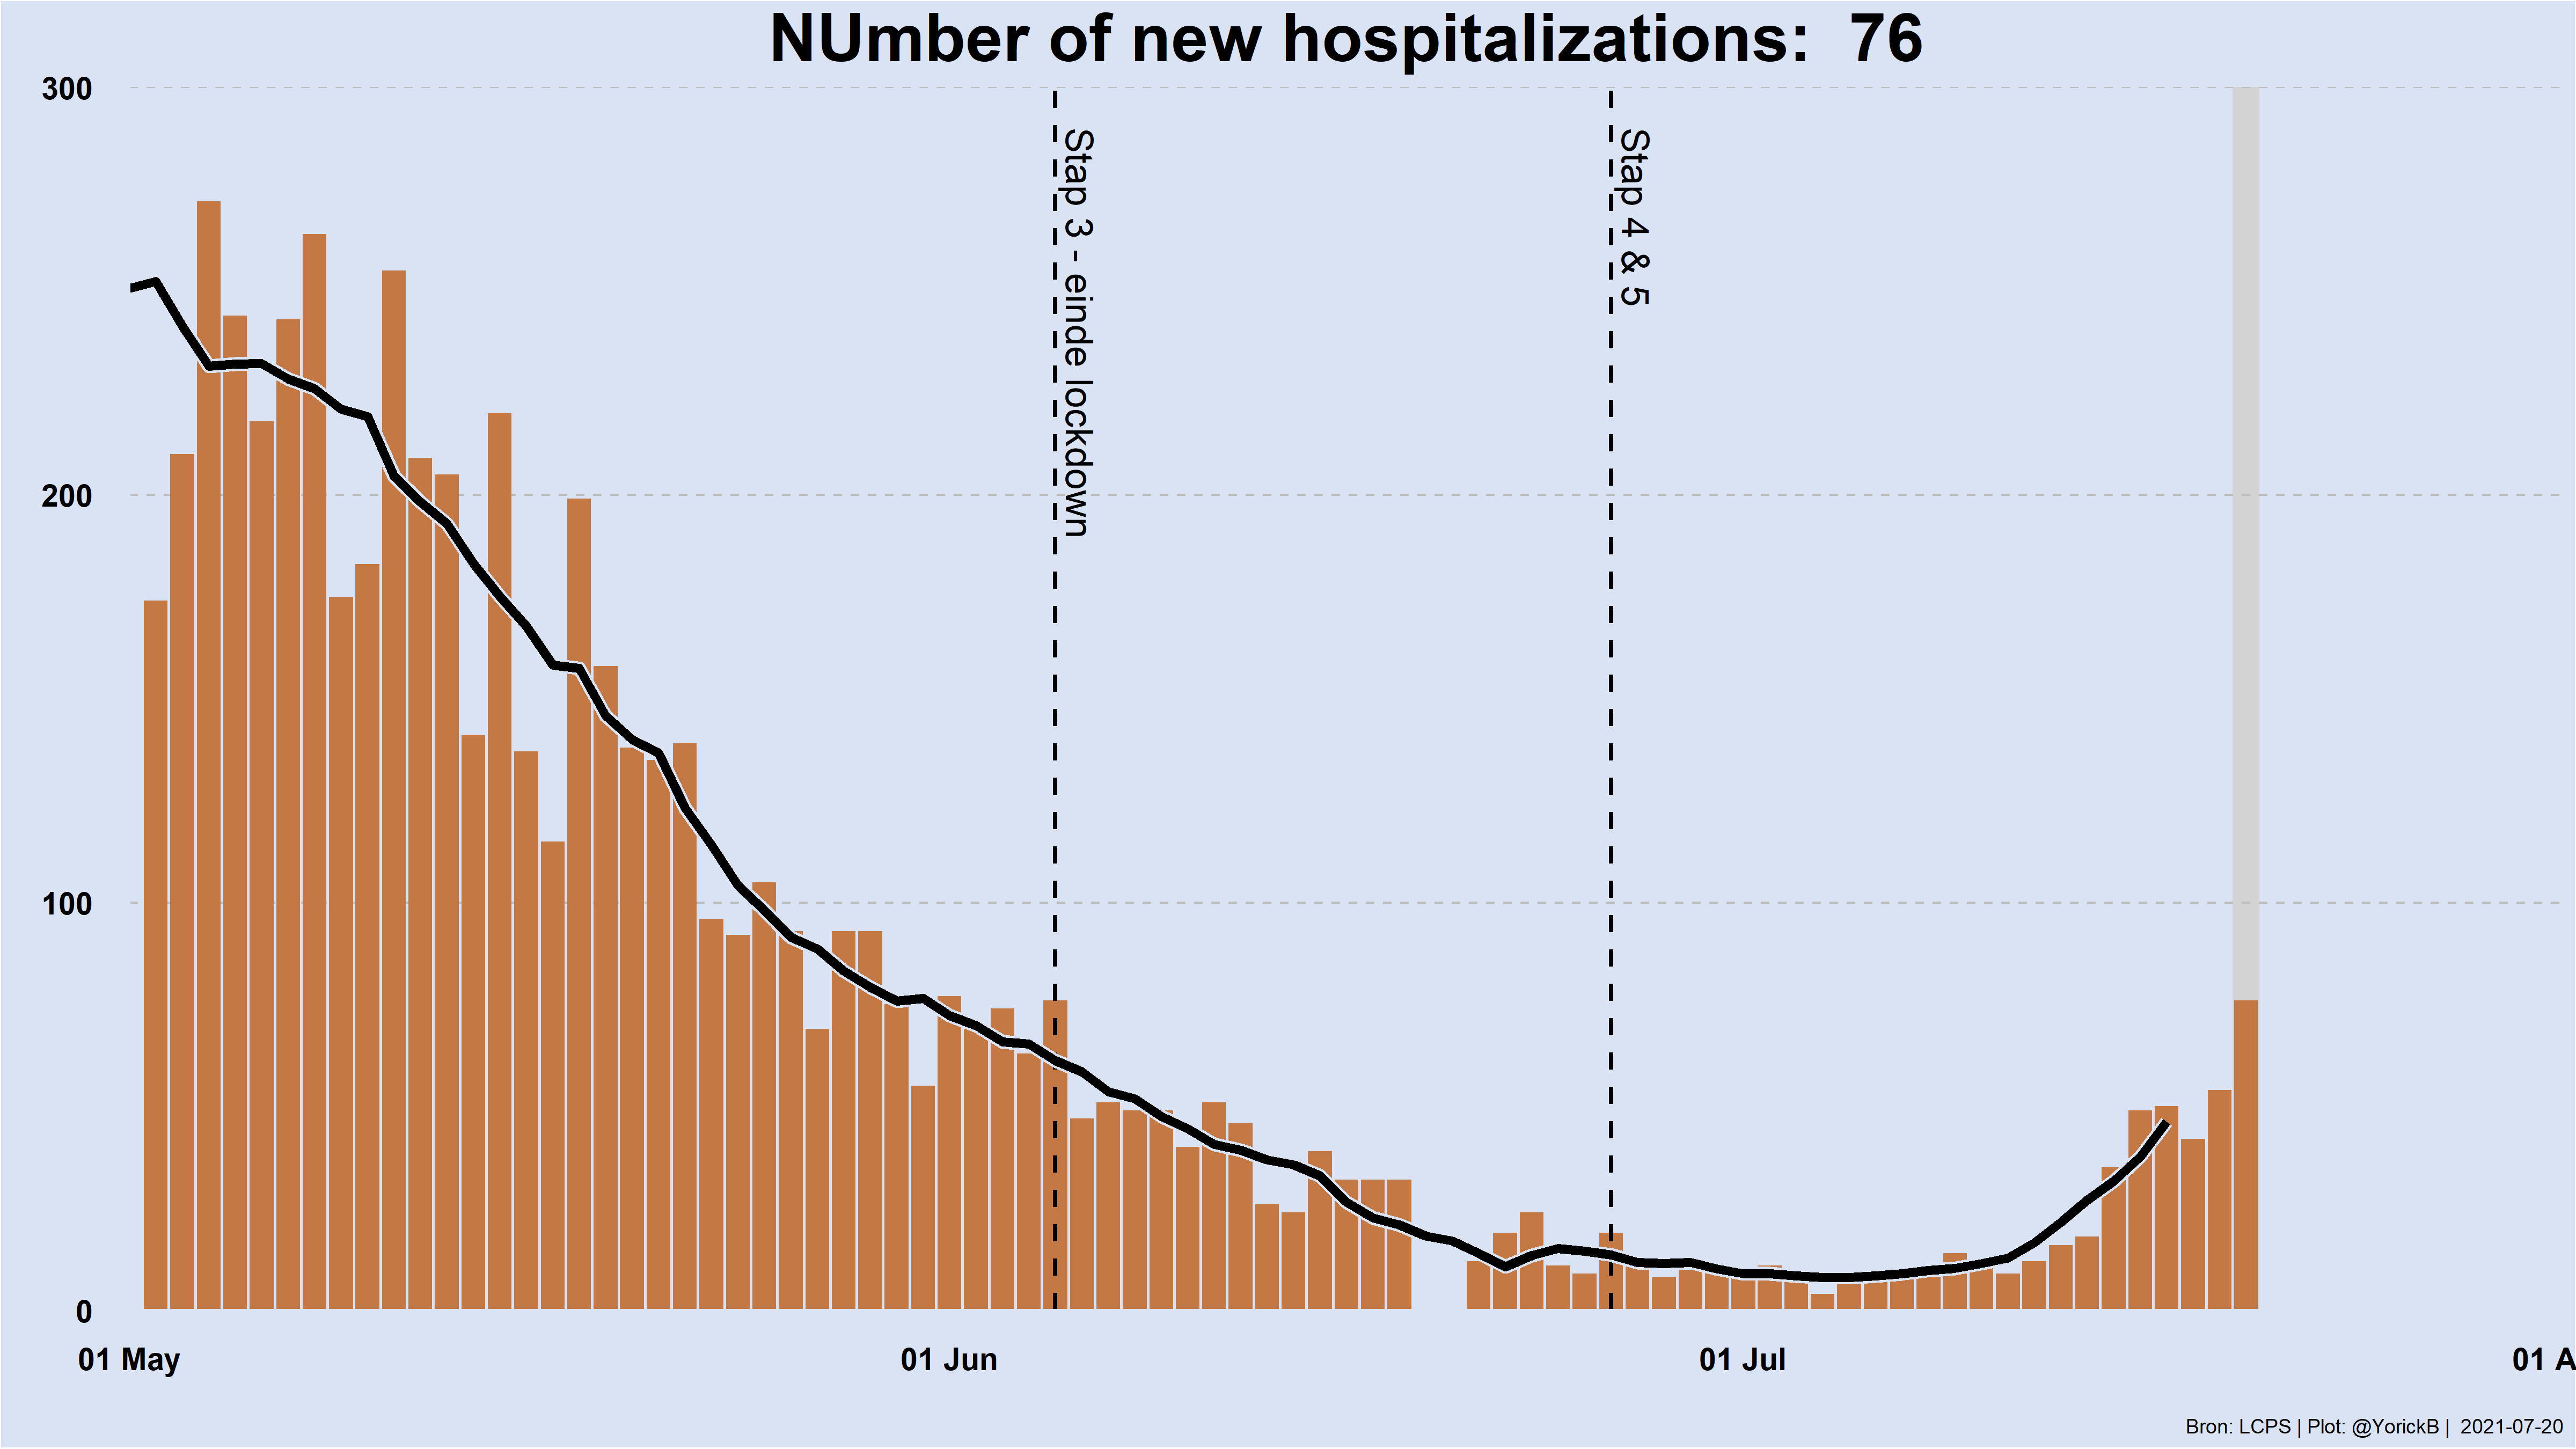 NUmber of new hospitalizations: 76
300
Stap 3 - einde lockdown
Stap 4 & 5
200
100
0
01 May
01 Jun
01 Jul
01 A
Bron: LCPS | Plot: @YorickB | 2021-07-20